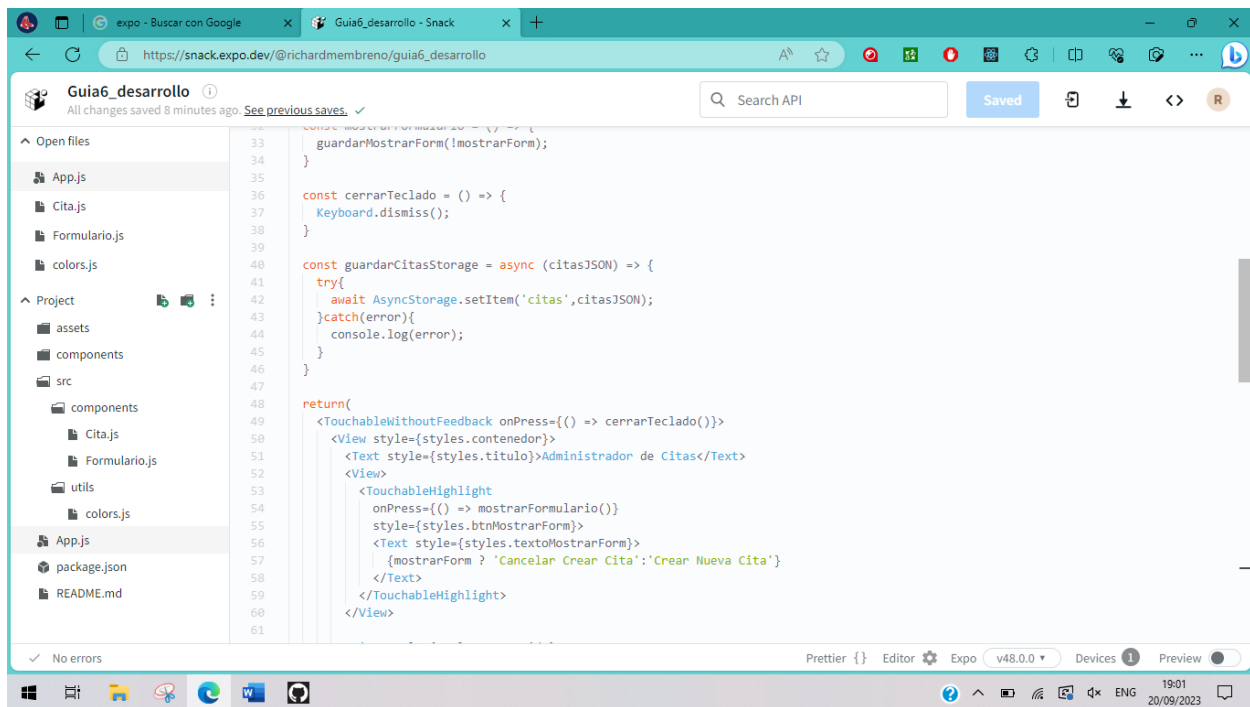 expo - Buscar con Google
Guia6_desarrollo - Snack
https://snack.expo.dev/@richardmembreno/guia6_desarrollo
Guia6_desarrollo
All changes saved 8 minutes ago. See previous saves.
Search API
Saved
R
Open files
App.js
Cita.js
Formulario.js
colors.js
Project
assets
components
src
components
Cita.js
Formulario.js
utils
colors.js
App.js
package.json
README.md
32 const mostrarFormulario = () => {
33 guardarMostrarForm(!mostrarForm);
34 }
35
36 const cerrarTeclado = () => {
37 Keyboard.dismiss();
38 }
39
40 const guardarCitasStorage = async (citasJSON) => {
41 try{
42 await AsyncStorage.setItem('citas',citasJSON);
43 }catch(error){
44 console.log(error);
45 }
46 }
47
48 return(
49 <TouchableWithoutFeedback onPress={() => cerrarTeclado()}>
50 <View style={styles.contenedor}>
51 <Text style={styles.titulo}>Administrador de Citas</Text>
52 <View>
53 <TouchableHighlight
54 onPress={() => mostrarFormulario()}
55 style={styles.btnMostrarForm}>
56 <Text style={styles.textoMostrarForm}>
57 {mostrarForm ? 'Cancelar Crear Cita':'Crear Nueva Cita'}
58 </Text>
59 </TouchableHighlight>
60 </View>
61
No errors
Prettier { } Editor Expo v48.0.0 Devices 1 Preview
ENG
19:01
20/09/2023